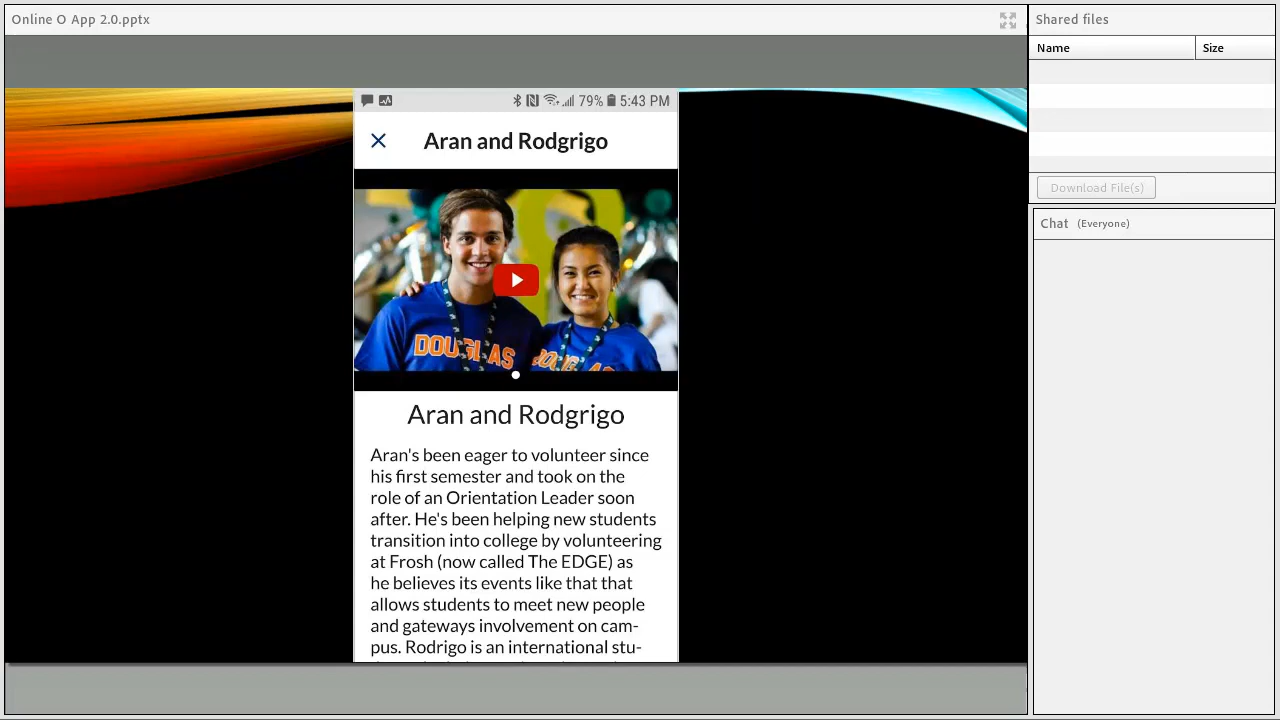 Online O App 2.0.pptx
Shared files
Name Size
Download File(s)
Chat (Everyone)
79% 5:43 PM
Aran and Rodgrigo
DOUGLAS
DOUGLAS
Aran and Rodgrigo
Aran's been eager to volunteer since
his first semester and took on the
role of an Orientation Leader soon
after. He's been helping new students
transition into college by volunteering
at Frosh (now called The EDGE) as
he believes its events like that that
allows students to meet new people
and gateways involvement on cam-
pus. Rodrigo is an international stu-